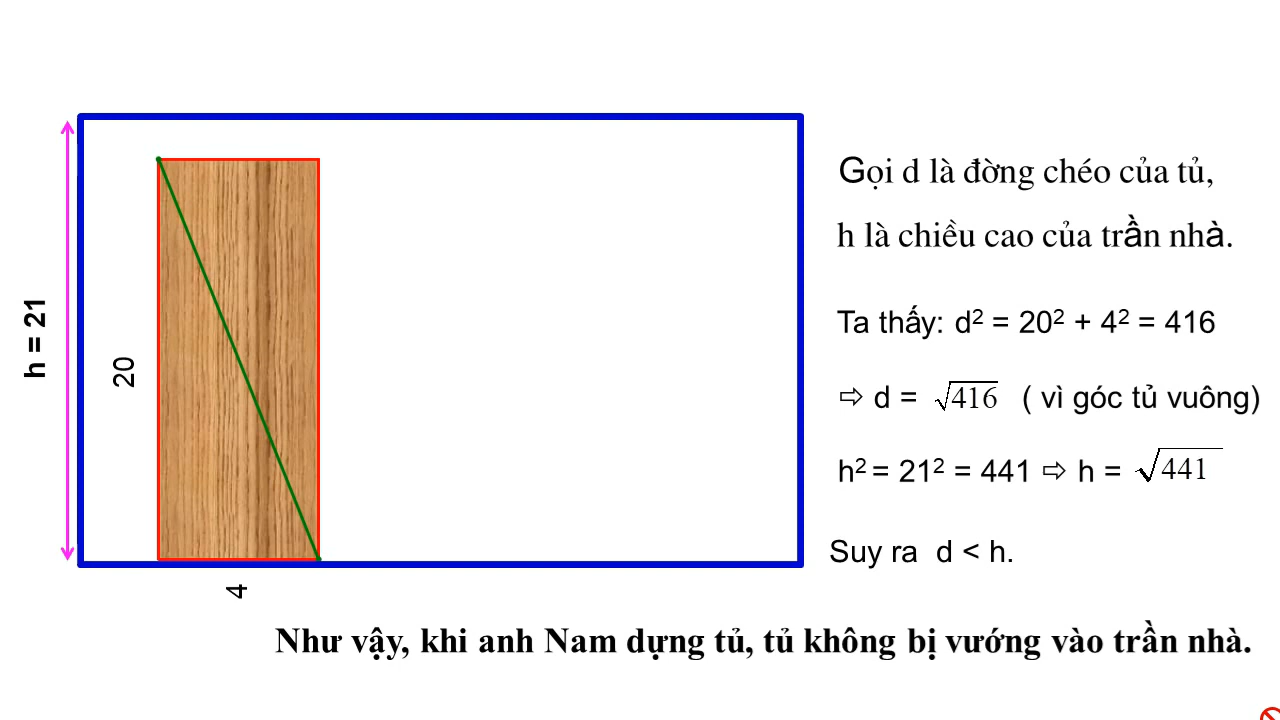 h = 21
20
4
Gọi d là đờng chéo của tủ,
h là chiều cao của trần nhà.
Ta thấy: d² = 20² + 4² = 416
⇨ d = √416 ( vì góc tủ vuông)
h² = 21² = 441 ⇨ h = √441
Suy ra d < h.
Như vậy, khi anh Nam dựng tủ, tủ không bị vướng vào trần nhà.